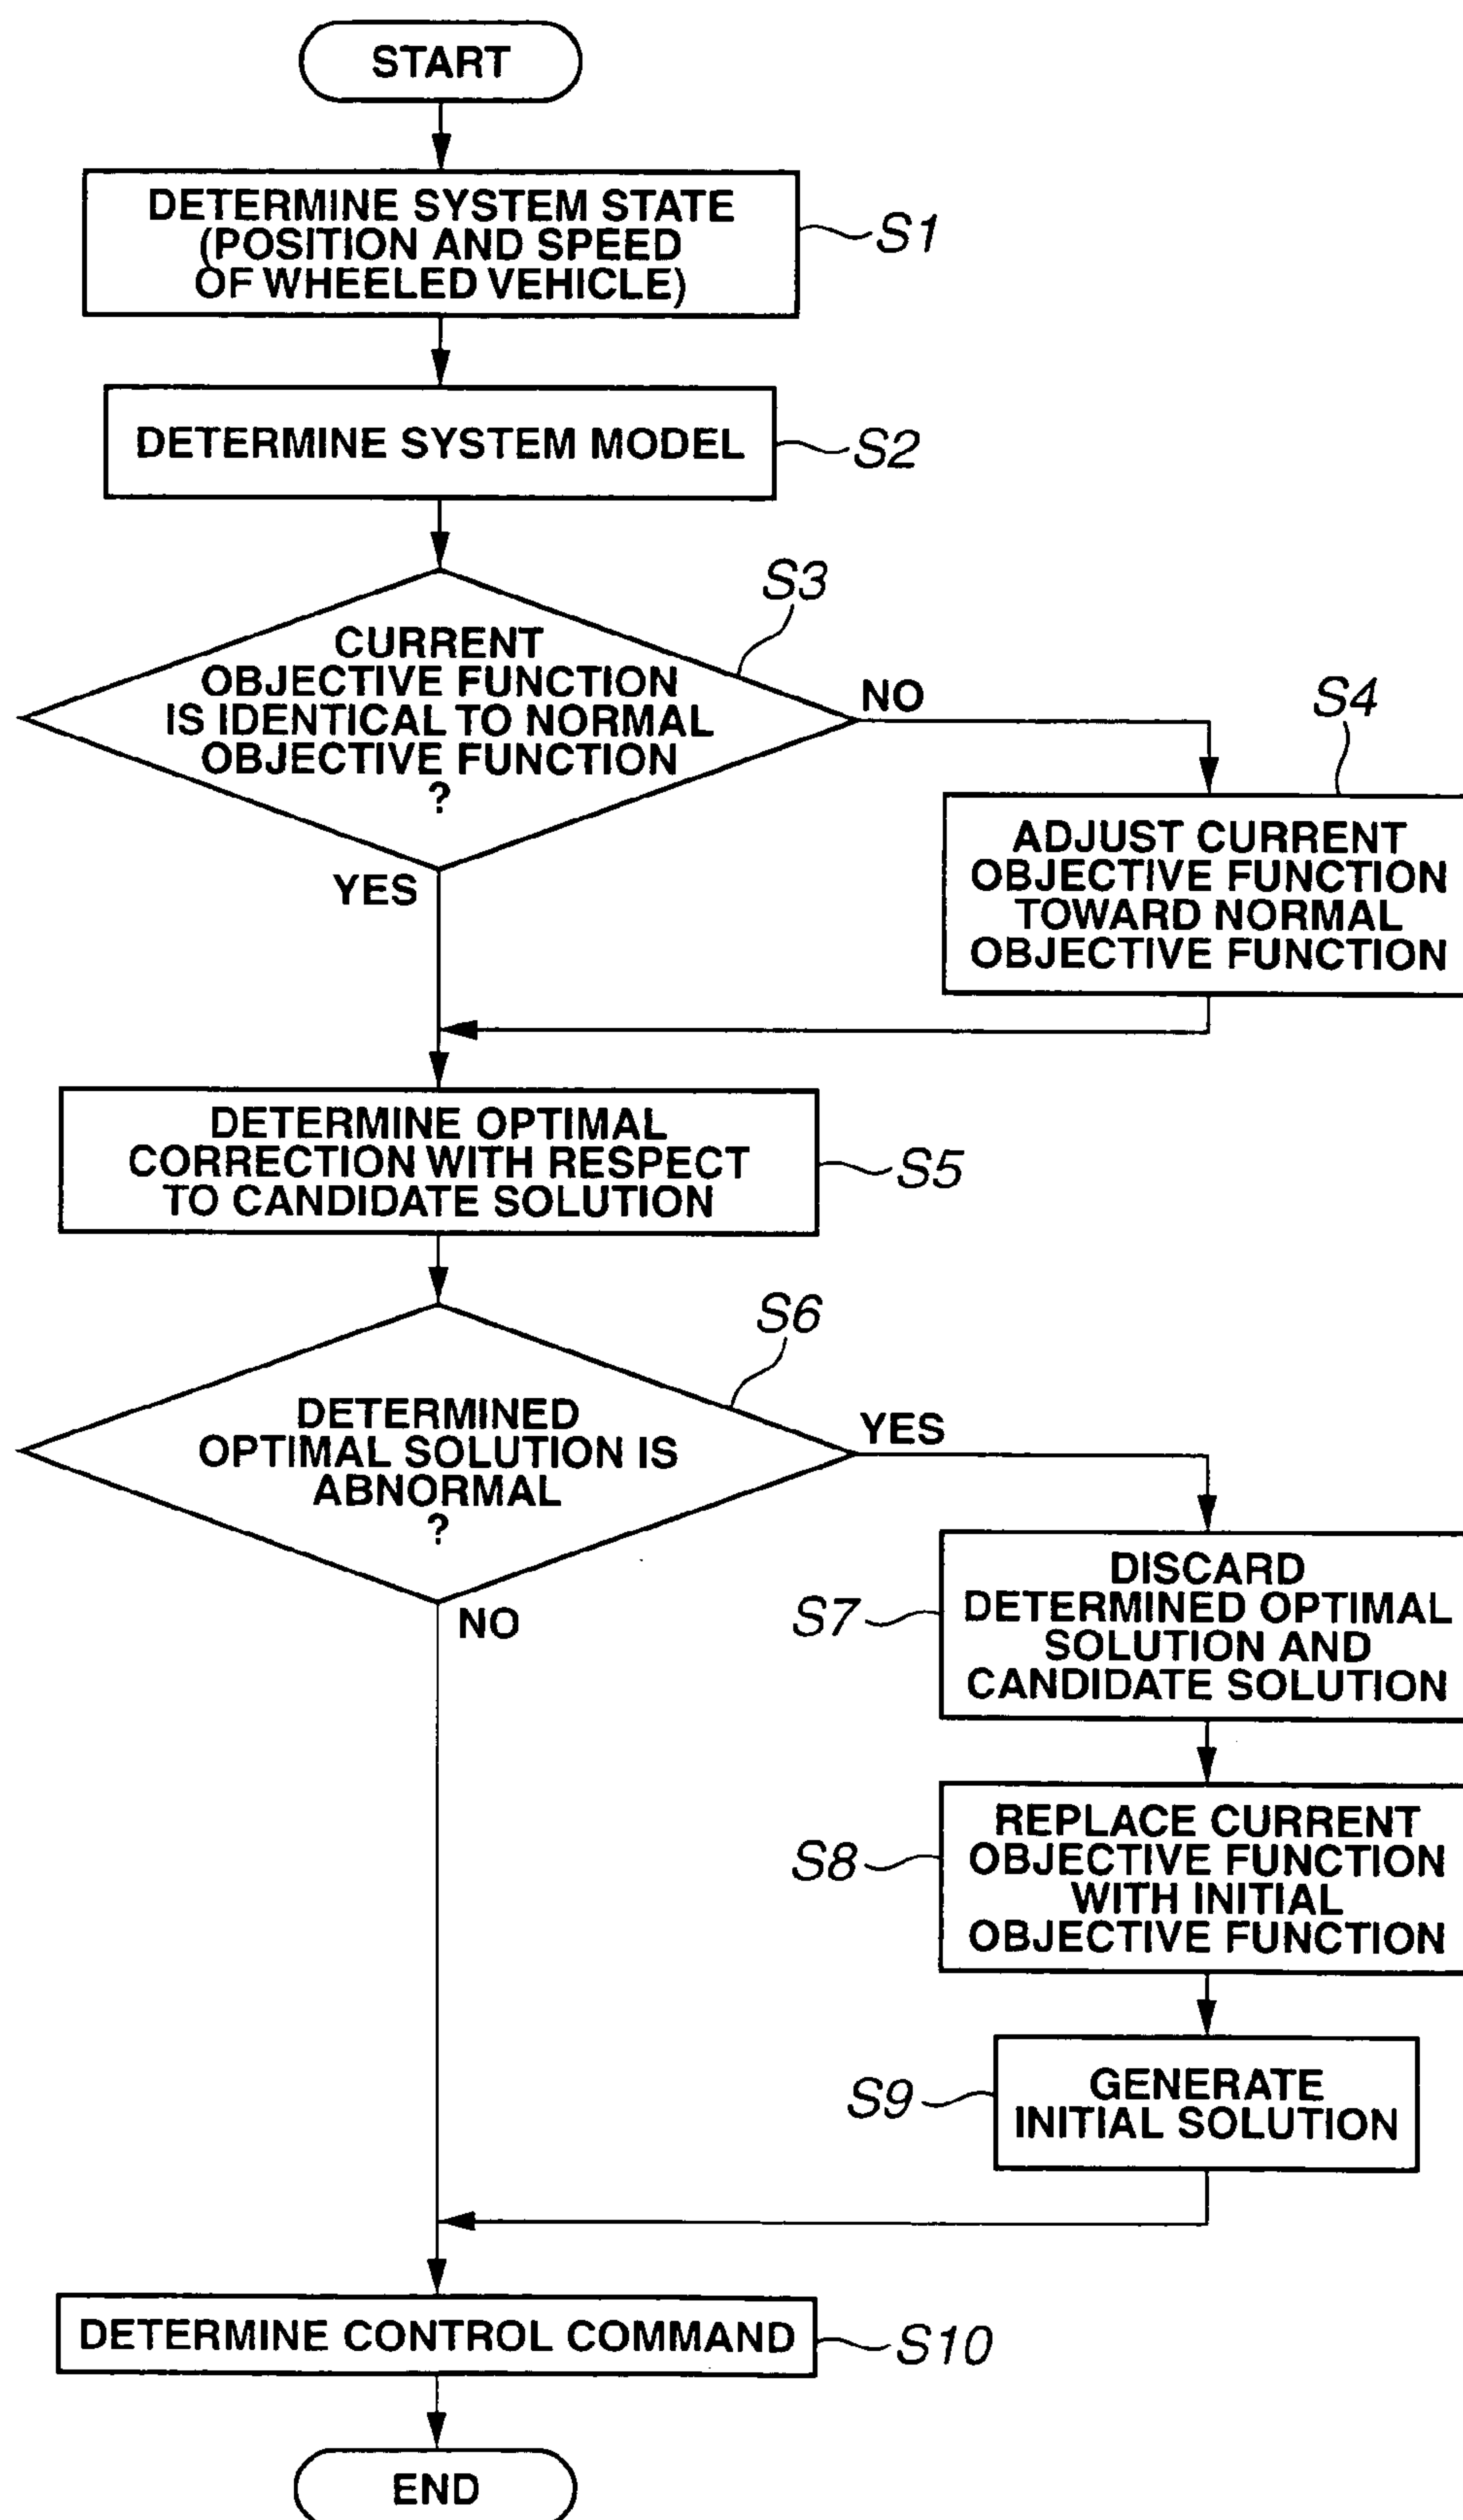 START
DETERMINE SYSTEM STATE
(POSITION AND SPEED
OF WHEELED VEHICLE)
S1
DETERMINE SYSTEM MODEL
S2
S3
CURRENT
OBJECTIVE FUNCTION
IS IDENTICAL TO NORMAL
OBJECTIVE FUNCTION
?
NO
YES
S4
ADJUST CURRENT
OBJECTIVE FUNCTION
TOWARD NORMAL
OBJECTIVE FUNCTION
DETERMINE OPTIMAL
CORRECTION WITH RESPECT
TO CANDIDATE SOLUTION
S5
S6
DETERMINED
OPTIMAL SOLUTION IS
ABNORMAL
?
YES
NO
S7
DISCARD
DETERMINED OPTIMAL
SOLUTION AND
CANDIDATE SOLUTION
S8
REPLACE CURRENT
OBJECTIVE FUNCTION
WITH INITIAL
OBJECTIVE FUNCTION
S9
GENERATE
INITIAL SOLUTION
DETERMINE CONTROL COMMAND
S10
END